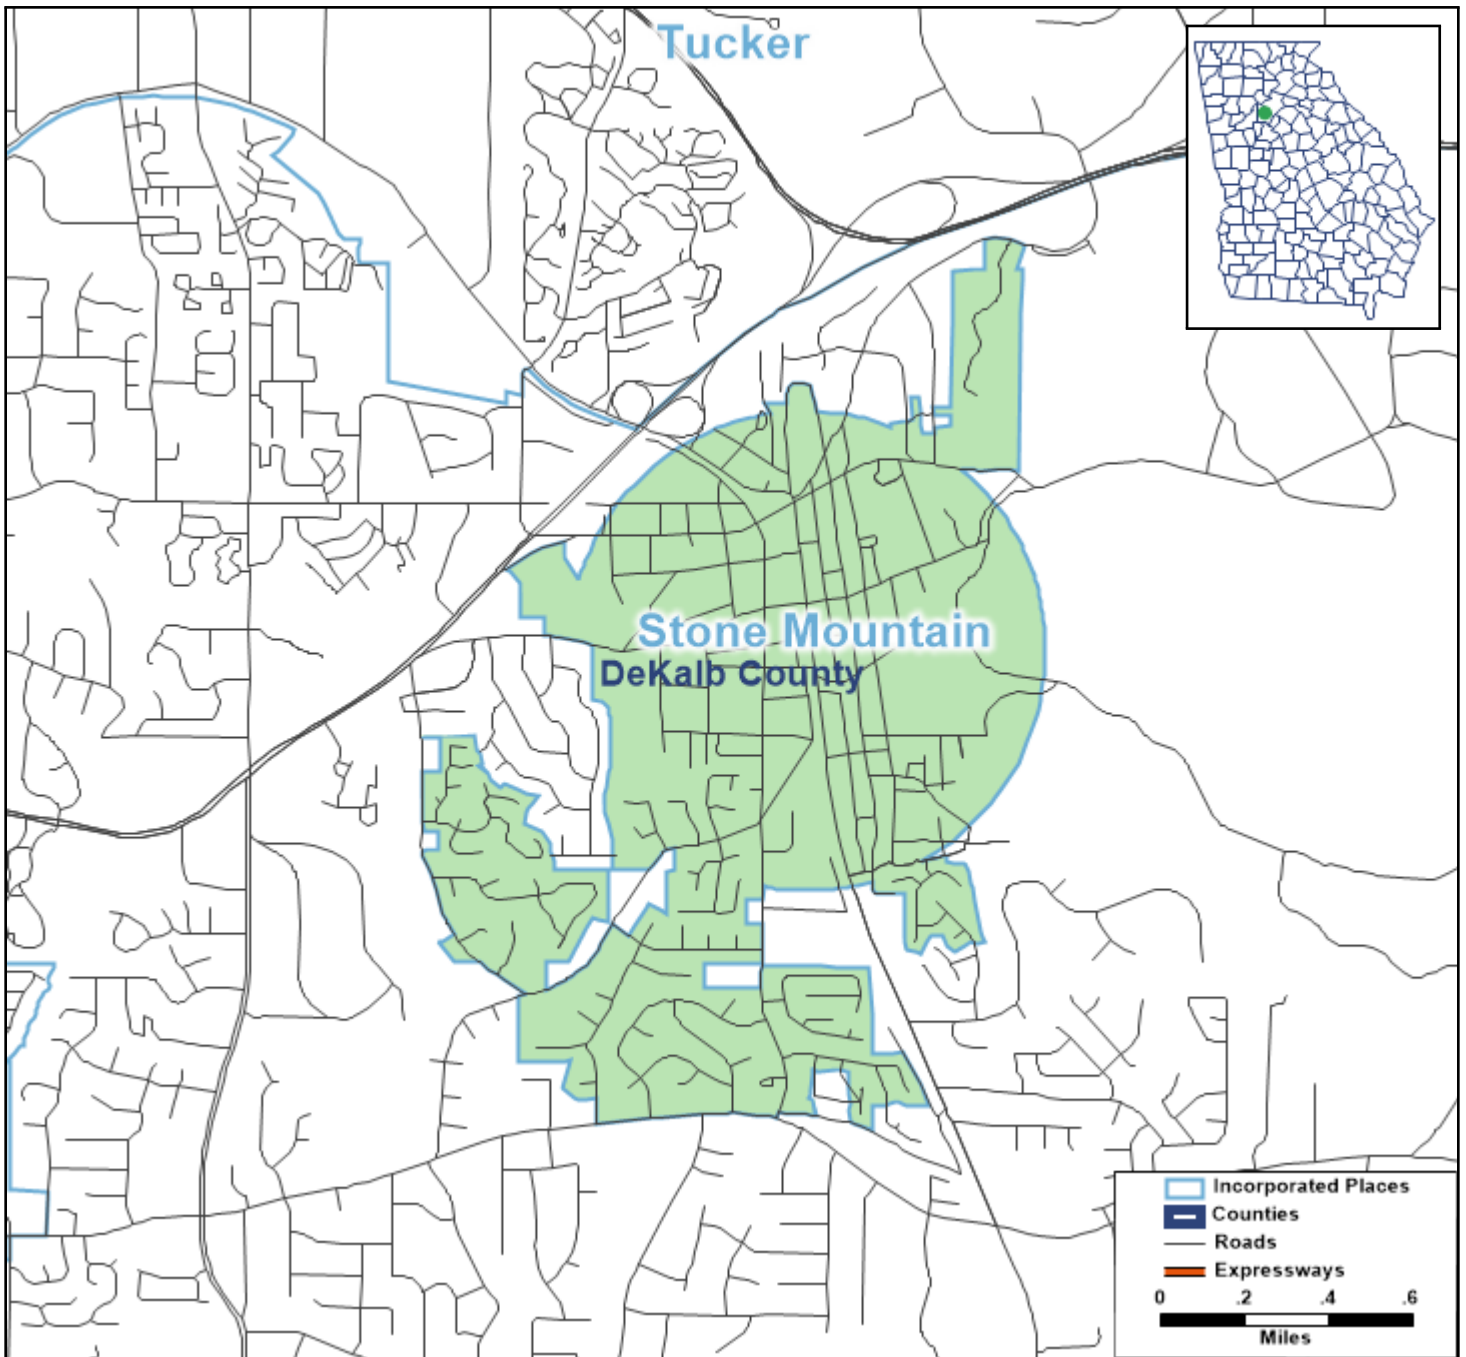 Tucker
Stone Mountain
DeKalb County
Incorporated Places
Counties
Roads
Expressways
0 .2 .4 .6
Miles